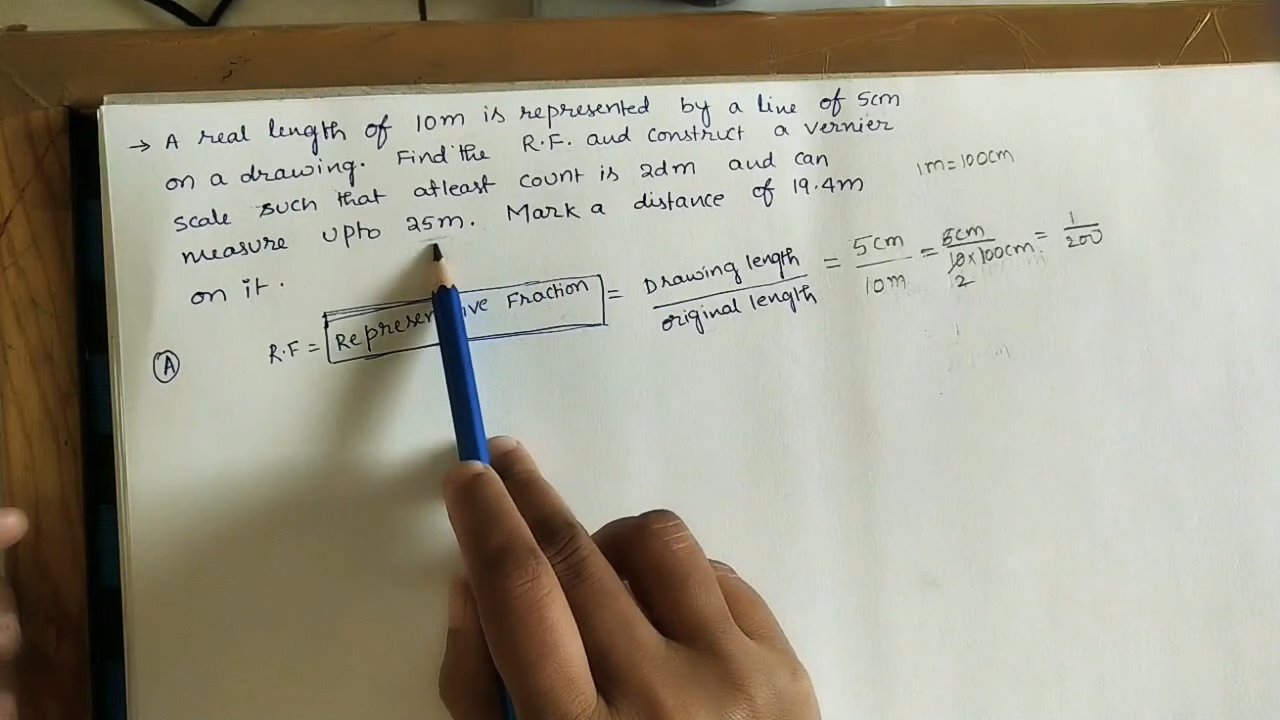 → A real length of 10m is represented by a line of 5cm
on a drawing. Find the R.F. and construct a vernier
scale such that atleast count is 2dm and can
measure upto 25m. Mark a distance of 19.4m
on it.
1m=100cm
Ⓐ R.F = Fraction = Drawing length / original length = 5cm / 10m = 5cm / 10×100cm = 1 / 200
2